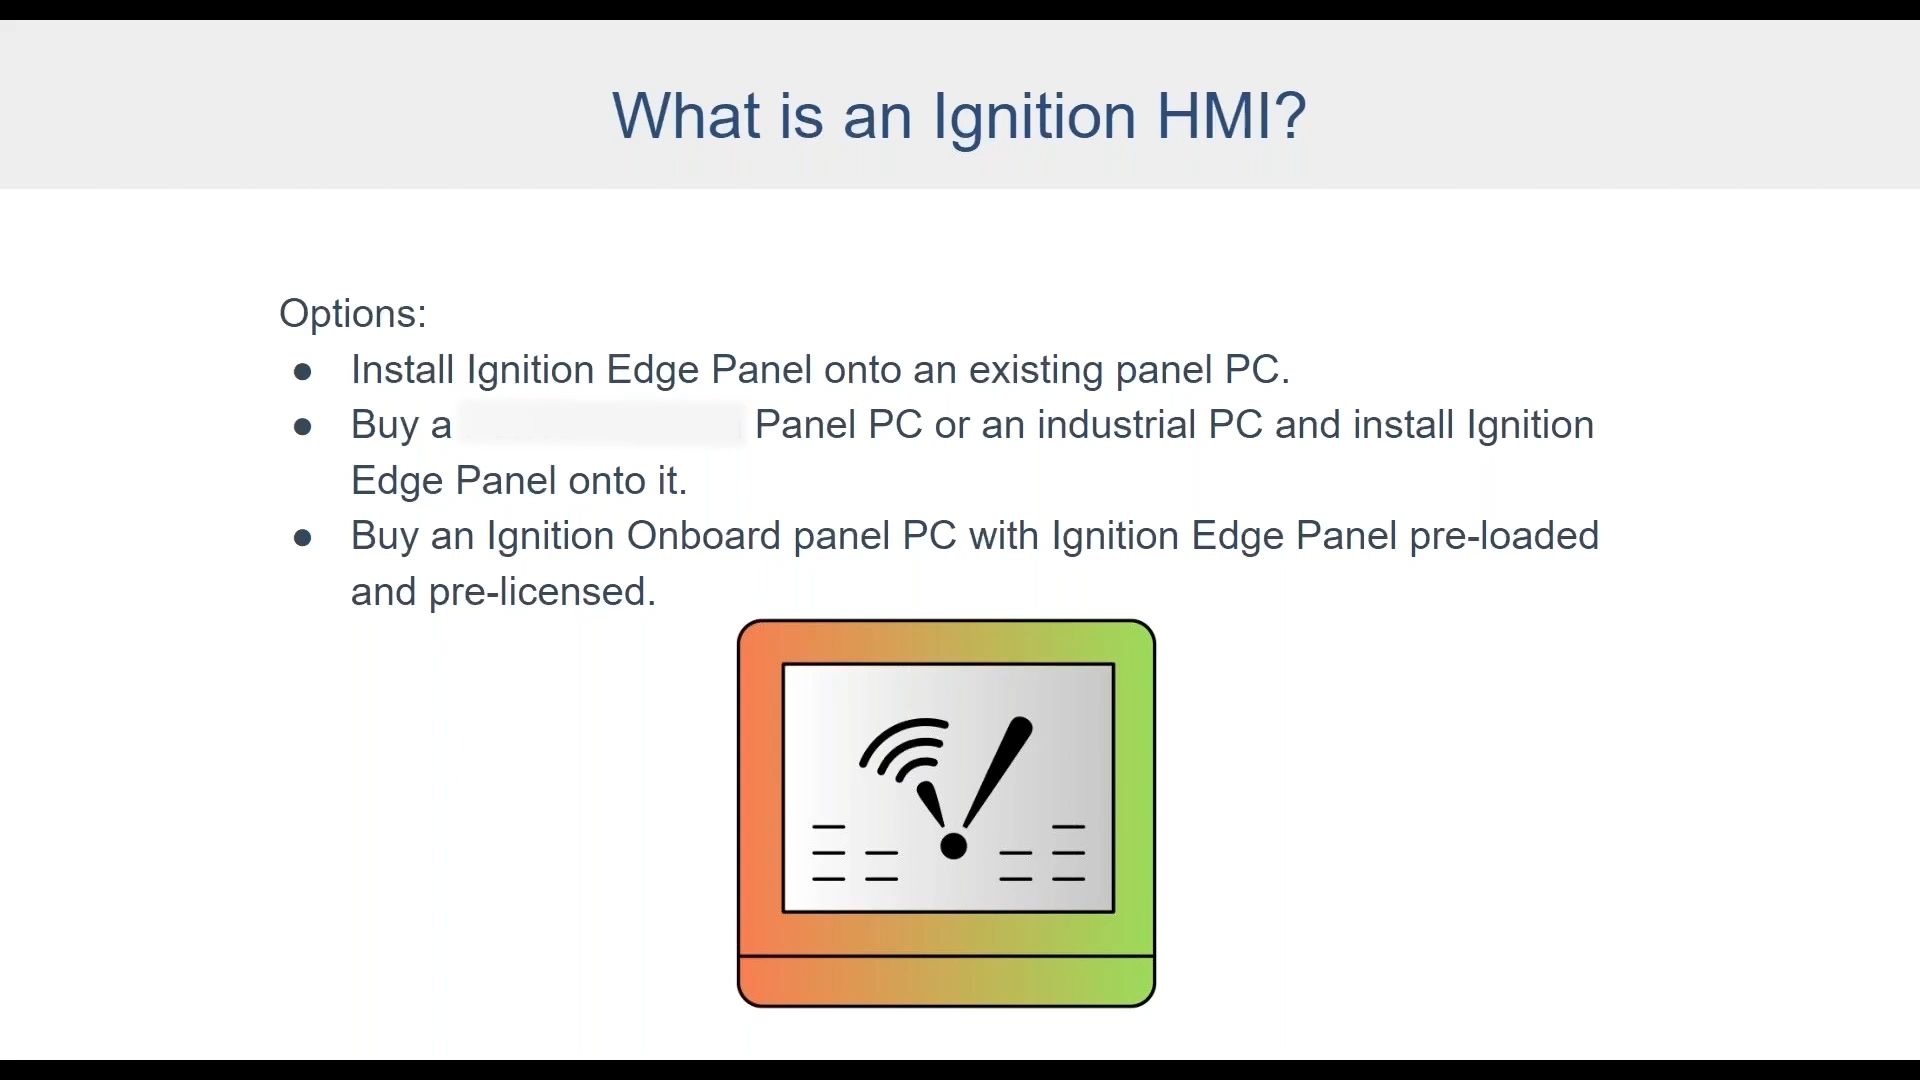 What is an Ignition HMI?
Options:
● Install Ignition Edge Panel onto an existing panel PC.
● Buy a Panel PC or an industrial PC and install Ignition
Edge Panel onto it.
● Buy an Ignition Onboard panel PC with Ignition Edge Panel pre-loaded
and pre-licensed.